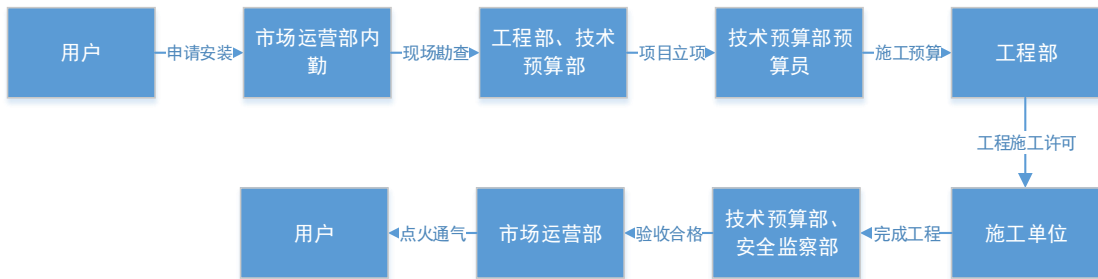 用户
申请安装
市场运营部内
勤
现场勘查
工程部、技术
预算部
项目立项
技术预算部预
算员
施工预算
工程部
工程施工许可
施工单位
完成工程
技术预算部、
安全监察部
验收合格
市场运营部
点火通气
用户